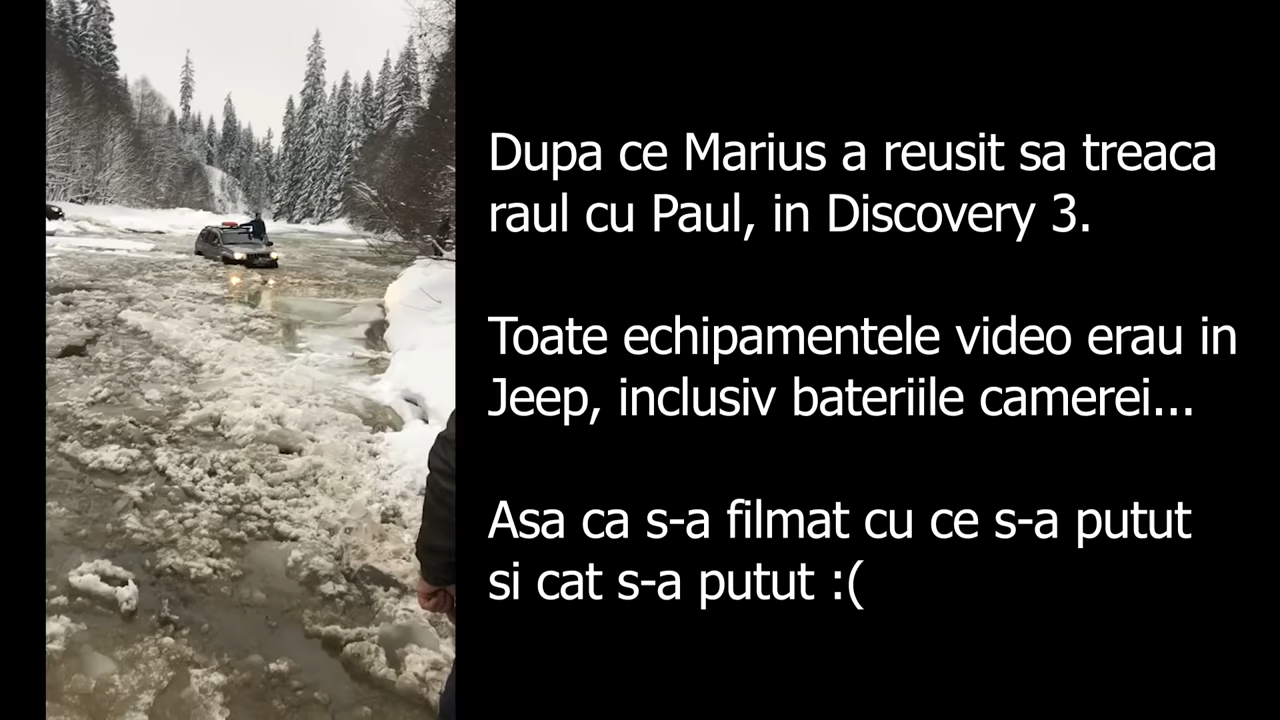 Dupa ce Marius a reusit sa treaca
raul cu Paul, in Discovery 3.
Toate echipamentele video erau in
Jeep, inclusiv bateriile camerei...
Asa ca s-a filmat cu ce s-a putut
si cat s-a putut :(